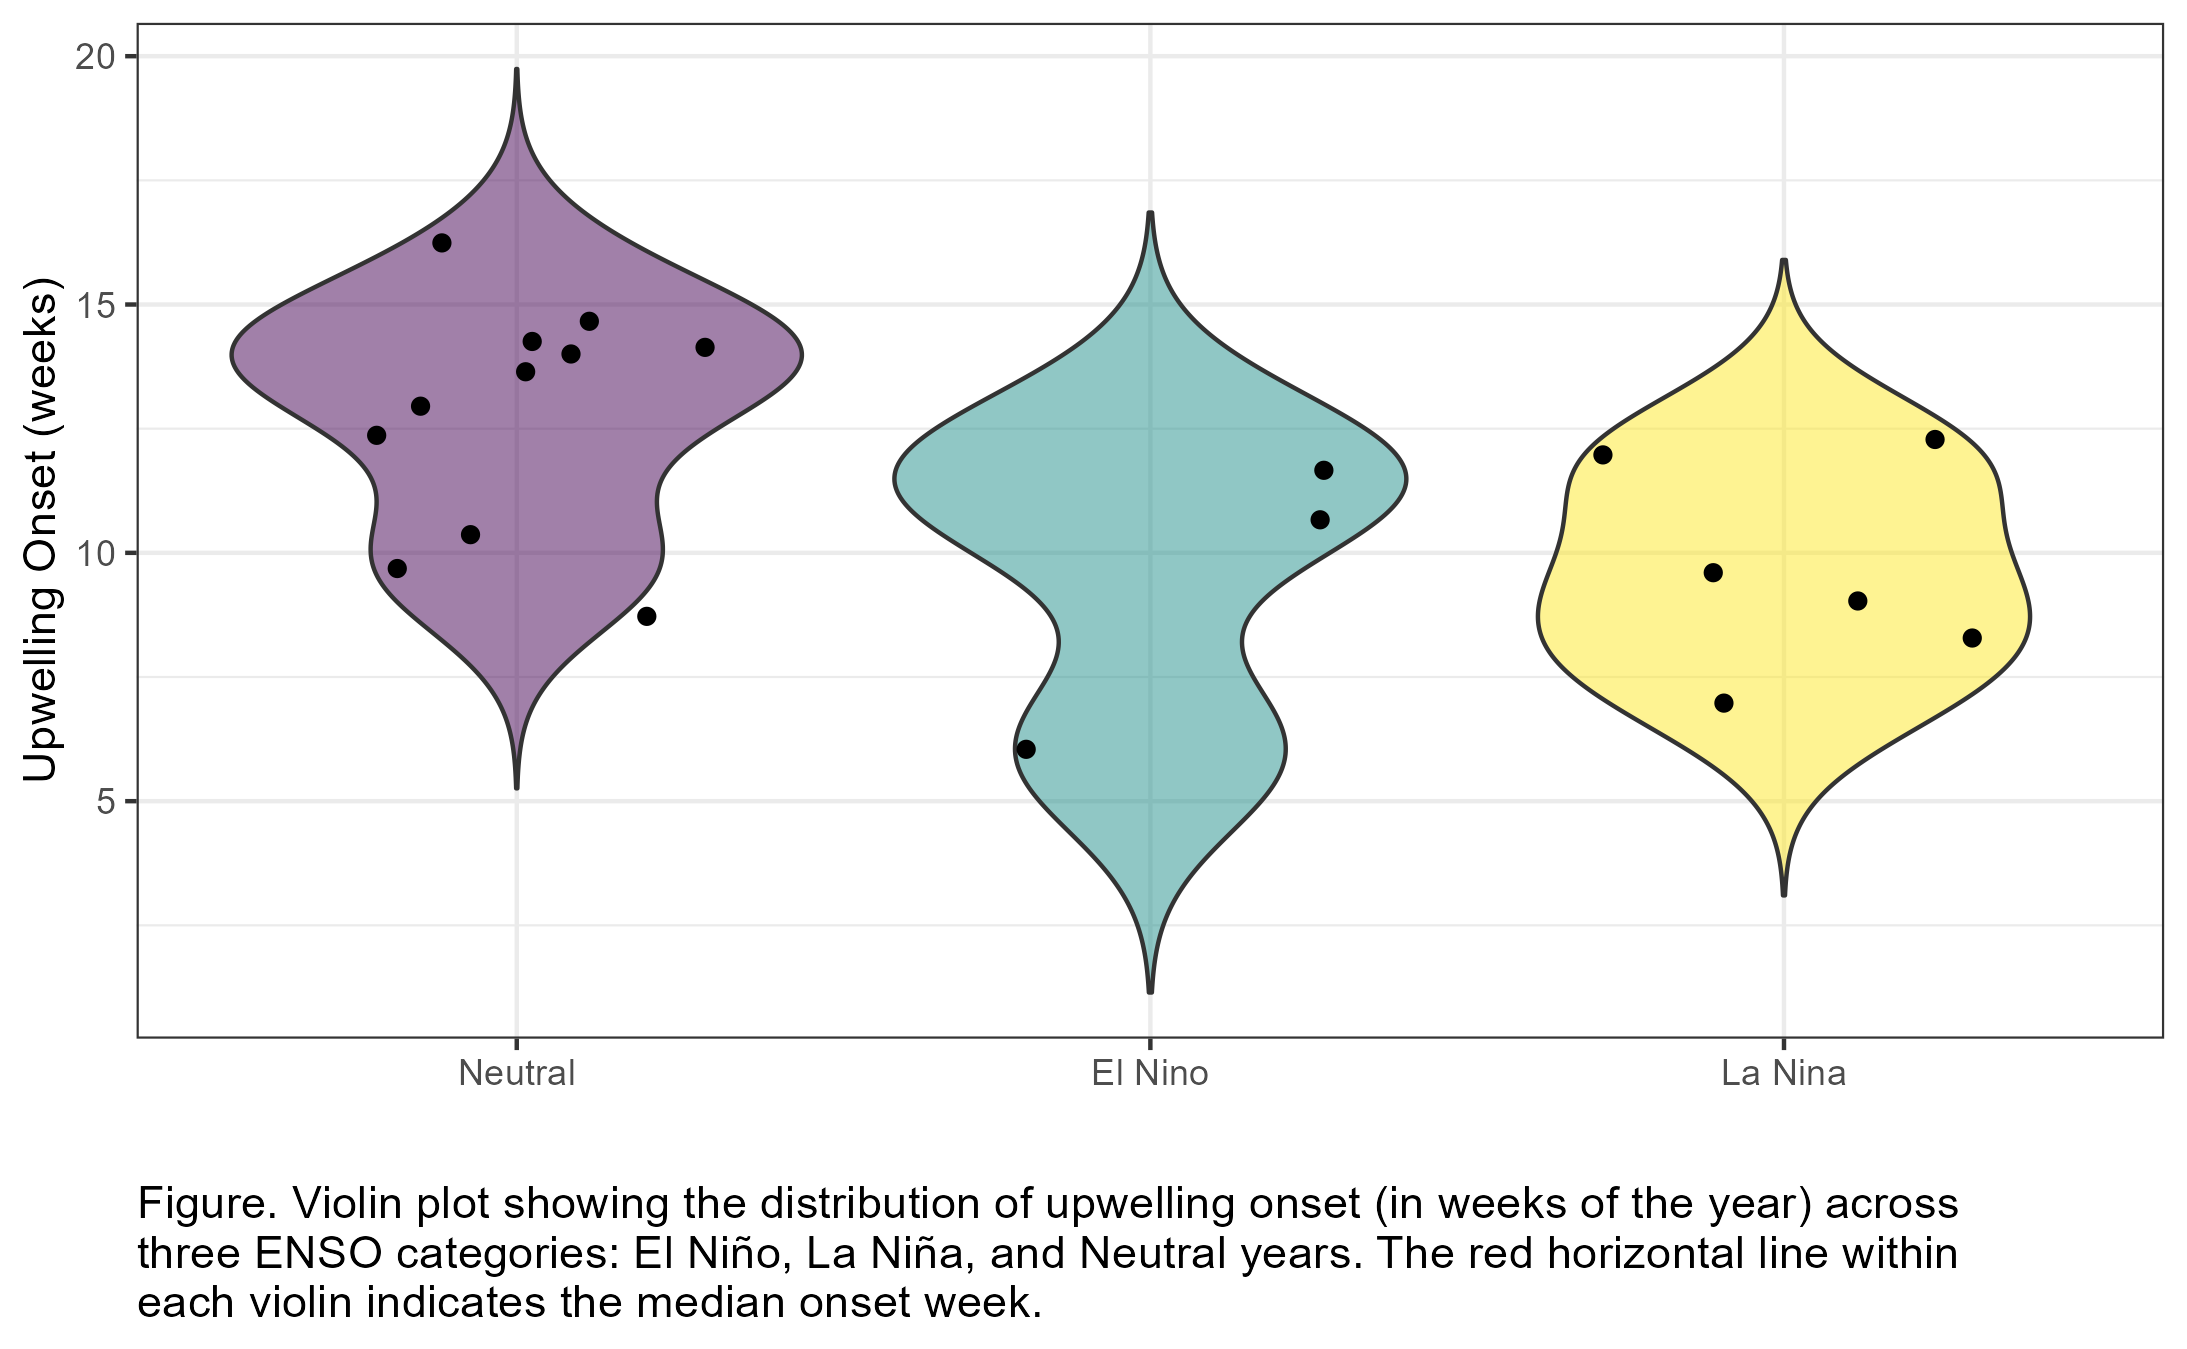 20
15
10
5
Upwelling Onset (weeks)
Neutral
El Nino
La Nina
Figure. Violin plot showing the distribution of upwelling onset (in weeks of the year) across
three ENSO categories: El Niño, La Niña, and Neutral years. The red horizontal line within
each violin indicates the median onset week.